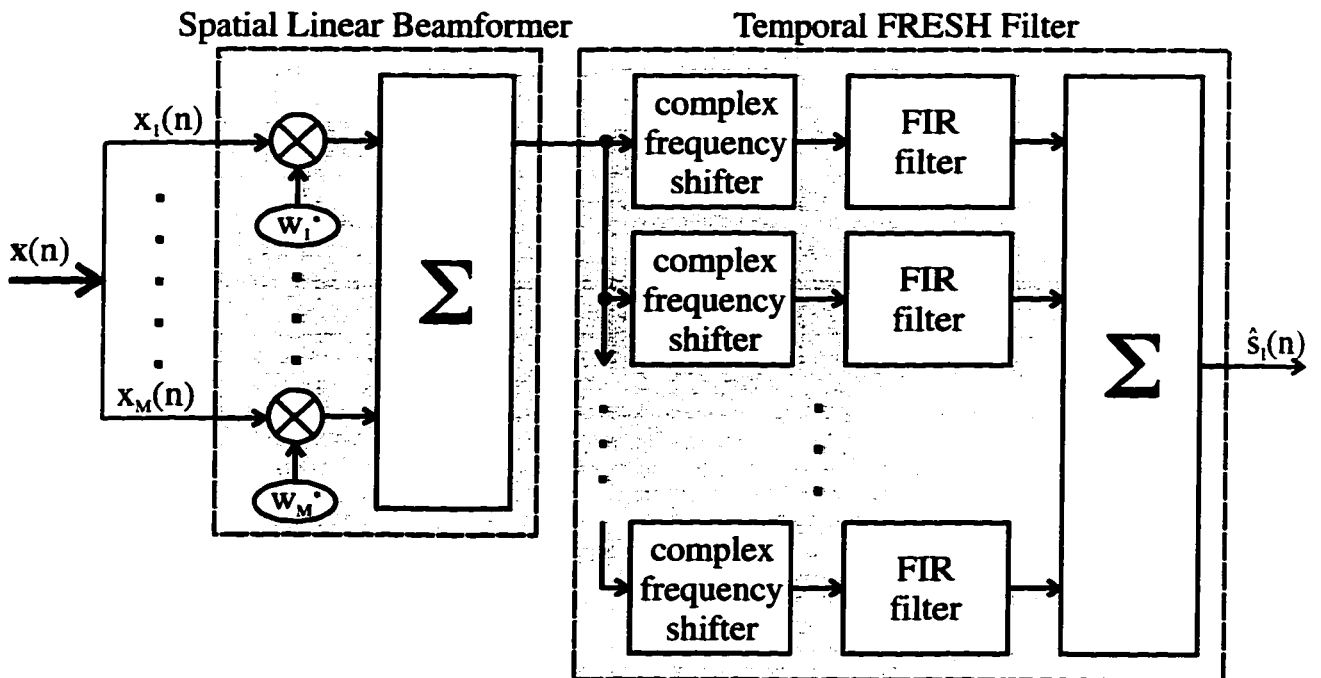 Spatial Linear Beamformer
Temporal FRESH Filter
x(n)
x₁(n)
w₁*
x_M(n)
w_M*
Σ
complex
frequency
shifter
FIR
filter
complex
frequency
shifter
FIR
filter
complex
frequency
shifter
FIR
filter
Σ
ŝ₁(n)